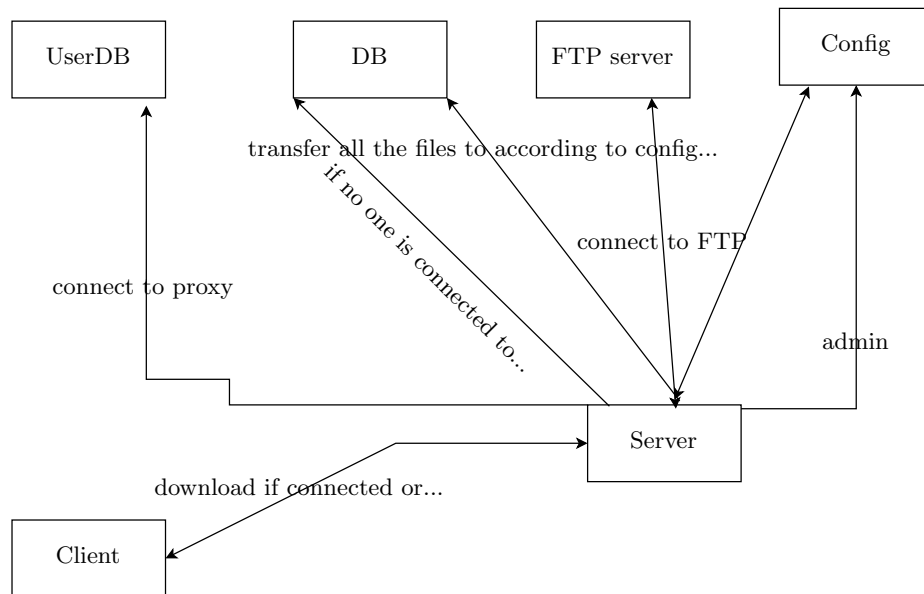 UserDB
DB
FTP server
Config
transfer all the files to according to config...
if no one is connected to...
connect to FTP
connect to proxy
admin
Server
download if connected or...
Client